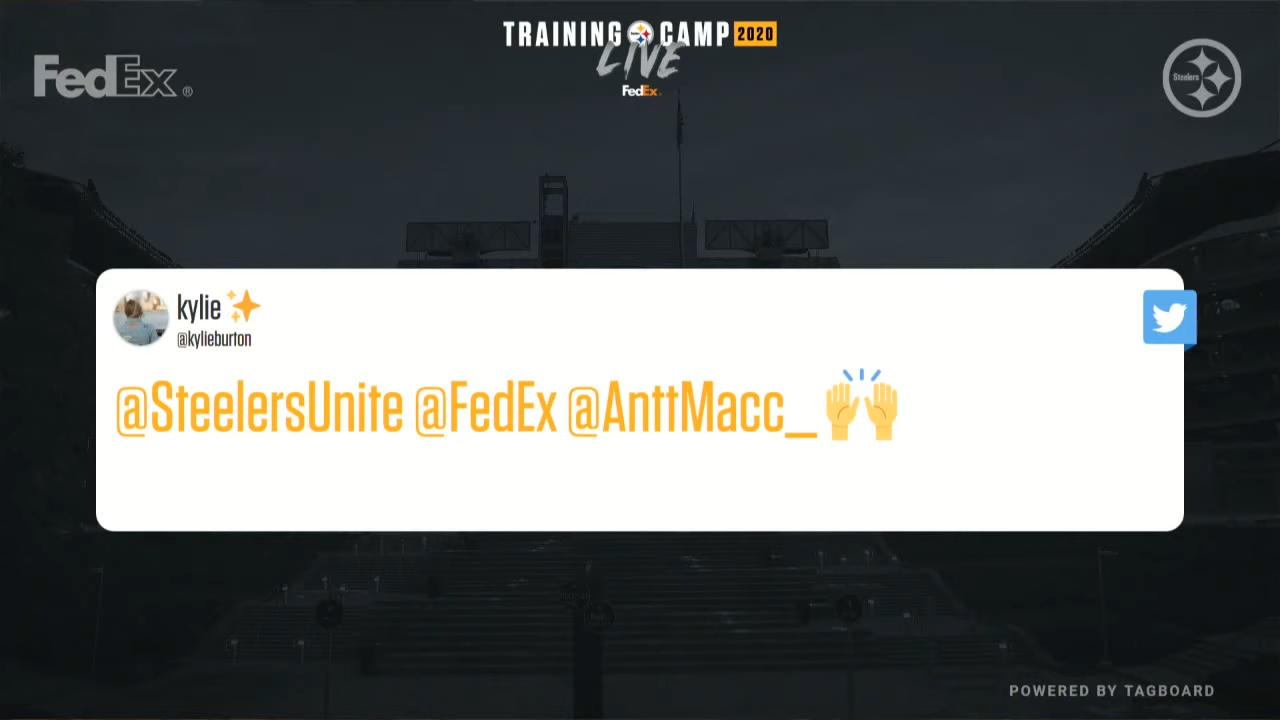 TRAINING CAMP 2020
LIVE
FedEx
FedEx ®
Steelers
kylie ✨
@kylieburton
@SteelersUnite @FedEx @AnttMacc_ 🙌
POWERED BY TAGBOARD